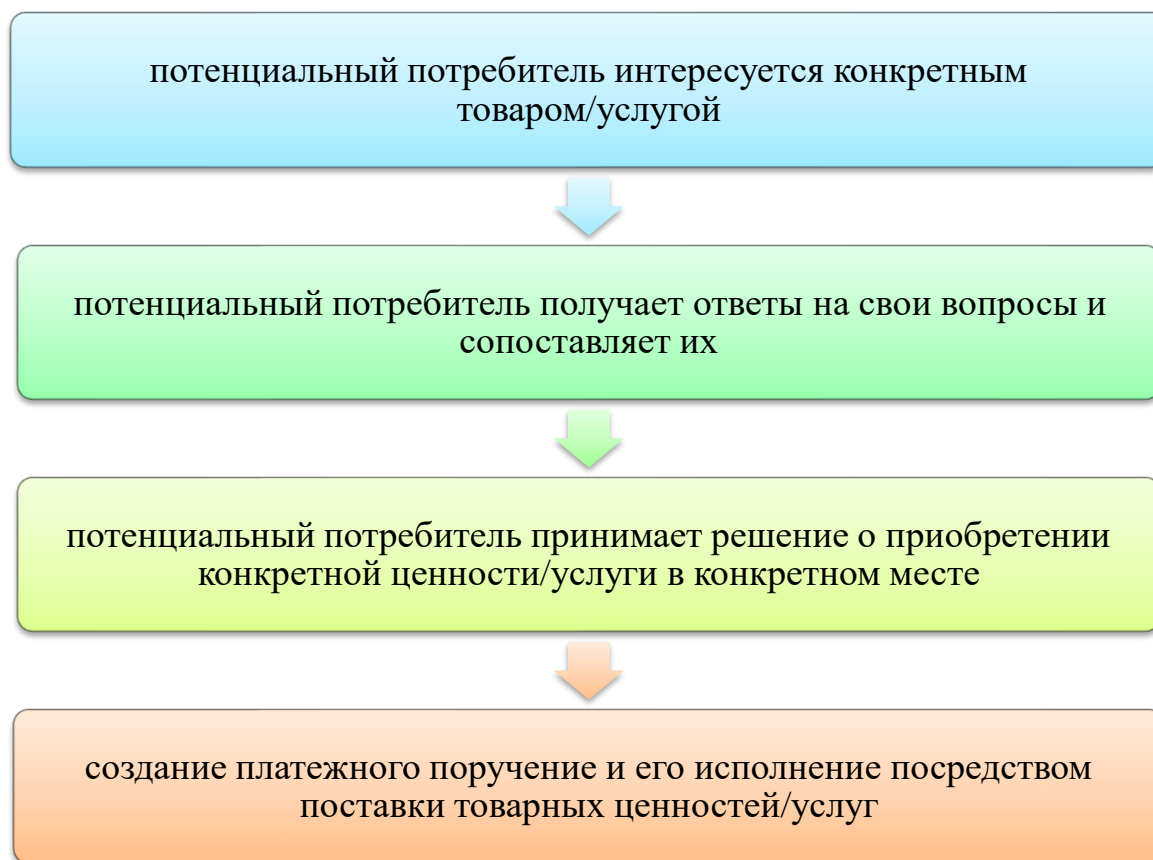 потенциальный потребитель интересуется конкретным
товаром/услугой
потенциальный потребитель получает ответы на свои вопросы и
сопоставляет их
потенциальный потребитель принимает решение о приобретении
конкретной ценности/услуги в конкретном месте
создание платежного поручение и его исполнение посредством
поставки товарных ценностей/услуг